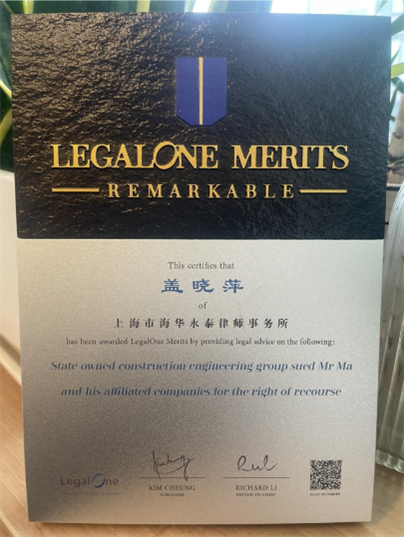 LEGALONE MERITS
REMARKABLE
This certifies that
盖晓萍
of
上海市海华永泰律师事务所
has been awarded LegalOne Merits by providing legal advice on the following:
State-owned construction engineering group sued Mr Ma
and his affiliated companies for the right of recourse
LegalOne
KIM CHEUNG
RICHARD LI
PUBLISHER